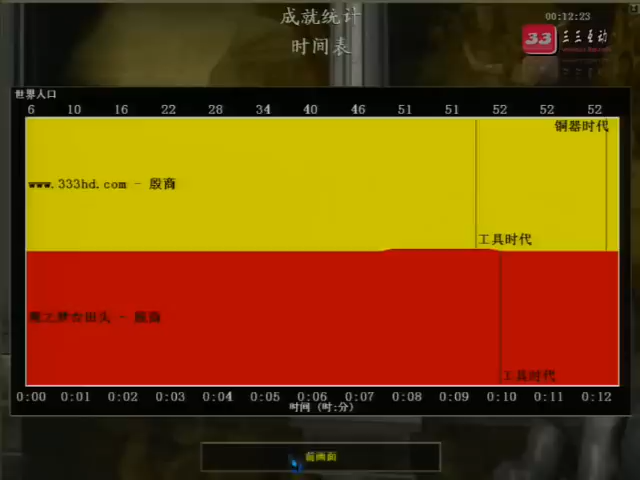 成就统计
00:12:23
时间表
33 三三互动
世界人口
6 10 16 22 28 34 40 46 51 51 52 52 52
铜器时代
www.333hd.com - 殷商
工具时代
工具时代
0:00 0:01 0:02 0:03 0:04 0:05 0:06 0:07 0:08 0:09 0:10 0:11 0:12
时间 (时:分)
前画面